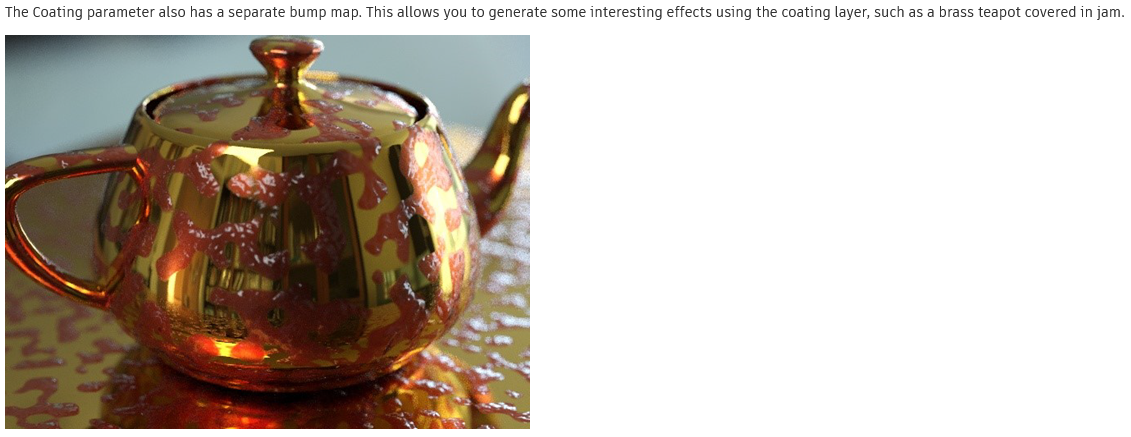 The Coating parameter also has a separate bump map. This allows you to generate some interesting effects using the coating layer, such as a brass teapot covered in jam.